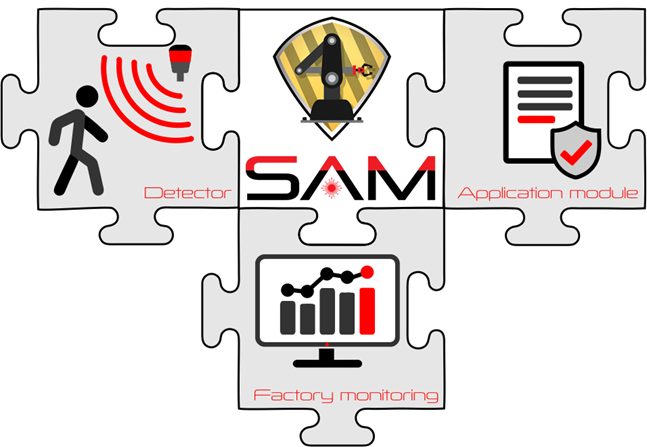 Detector
SAM
Application module
Factory monitoring